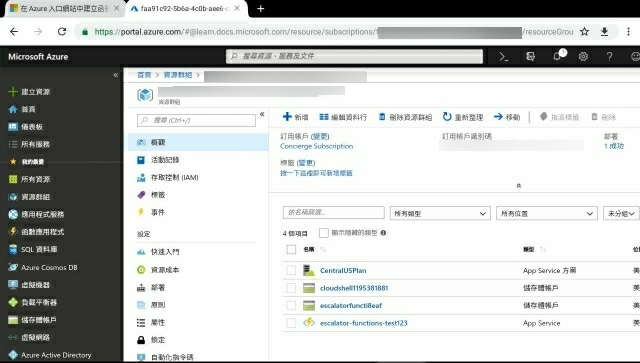 在 Azure 入口網站中建立函
faa91c92-5b6a-4c0b-aee6-
https://portal.azure.com/#@learn.docs.microsoft.com/resource/subscriptions/ /resourceGrou
Microsoft Azure
搜尋資源、服務及文件
1
建立資源
首頁
儀表板
所有服務
我的最愛
所有資源
資源群組
應用程式服務
函數應用程式
SQL 資料庫
Azure Cosmos DB
虛擬機器
負載平衡器
儲存體帳戶
虛擬網路
Azure Active Directory
首頁 > 資源群組 >
資源群組
搜尋 (Ctrl+/)
概觀
活動記錄
存取控制 (IAM)
標籤
事件
設定
快速入門
資源成本
部署
原則
屬性
鎖定
自動化指令碼
新增
編輯資料行
刪除資源群組
重新整理
移動
指派標籤
刪除
訂用帳戶 (變更)
Concierge Subscription
訂用帳戶識別碼
部署
1 成功
標籤 (變更)
按一下這裡即可新增標籤
依名稱篩選...
所有類型
所有位置
未分組
4 個項目
顯示隱藏的類型
名稱
類型
位
CentralUSPlan App Service 方案 美
cloudshell1195381881 儲存體帳戶 美
escalatorfuncti8eaf 儲存體帳戶 美
escalator-functions-test123 App Service 美